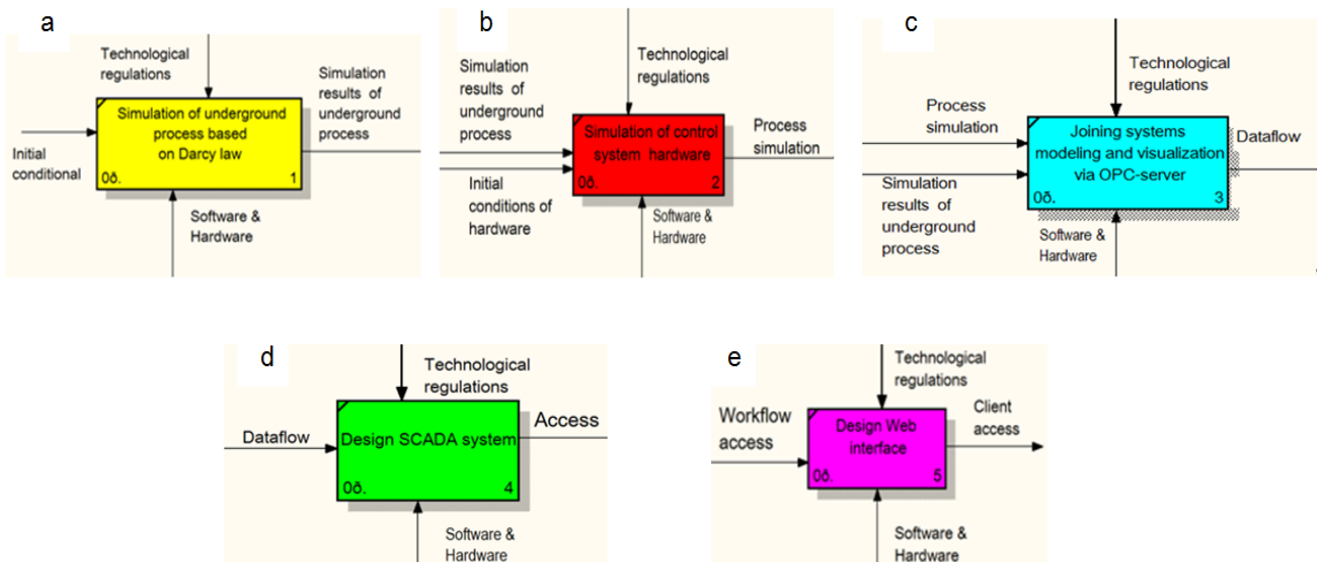 a
Technological
regulations
Simulation
results of
underground
process
Simulation of underground
process based
on Darcy law
Initial
conditional
0ð.
1
Software &
Hardware
b
Simulation
results of
underground
process
Technological
regulations
Simulation of control
system hardware
Process
simulation
0ð.
2
Initial
conditions of
hardware
Software &
Hardware
c
Technological
regulations
Process
simulation
Joining systems
modeling and visualization
via OPC-server
Dataflow
0ð.
3
Simulation
results of
underground
process
Software &
Hardware
d
Technological
regulations
Dataflow
Design SCADA system
Access
0ð.
4
Software &
Hardware
e
Technological
regulations
Workflow
access
Design Web
interface
Client
access
0ð.
5
Software &
Hardware